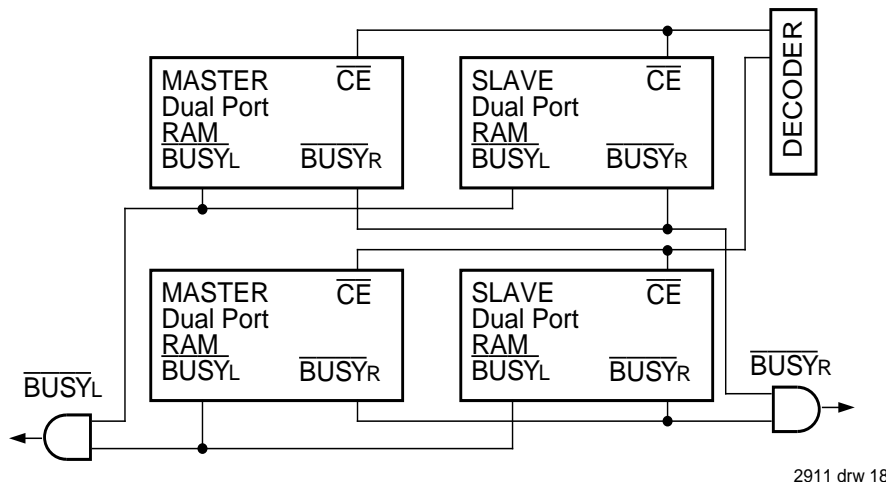 MASTER CE
Dual Port
RAM
BUSYL BUSYR
SLAVE CE
Dual Port
RAM
BUSYL BUSYR
DECODER
MASTER CE
Dual Port
RAM
BUSYL BUSYR
SLAVE CE
Dual Port
RAM
BUSYL BUSYR
BUSYL
BUSYR
2911 drw 18